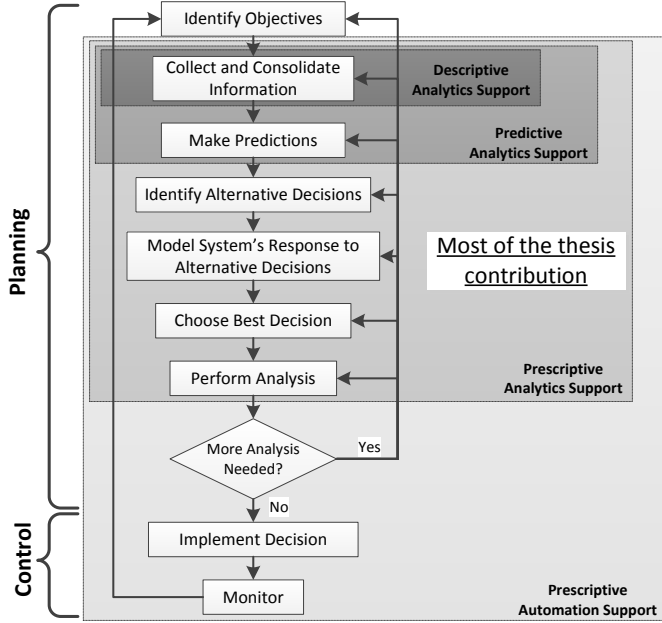 Identify Objectives
Collect and Consolidate
Information
Descriptive
Analytics Support
Make Predictions
Predictive
Analytics Support
Identify Alternative Decisions
Model System's Response to
Alternative Decisions
Most of the thesis
contribution
Choose Best Decision
Perform Analysis
Prescriptive
Analytics Support
More Analysis
Needed?
Yes
No
Implement Decision
Monitor
Prescriptive
Automation Support
Planning
Control